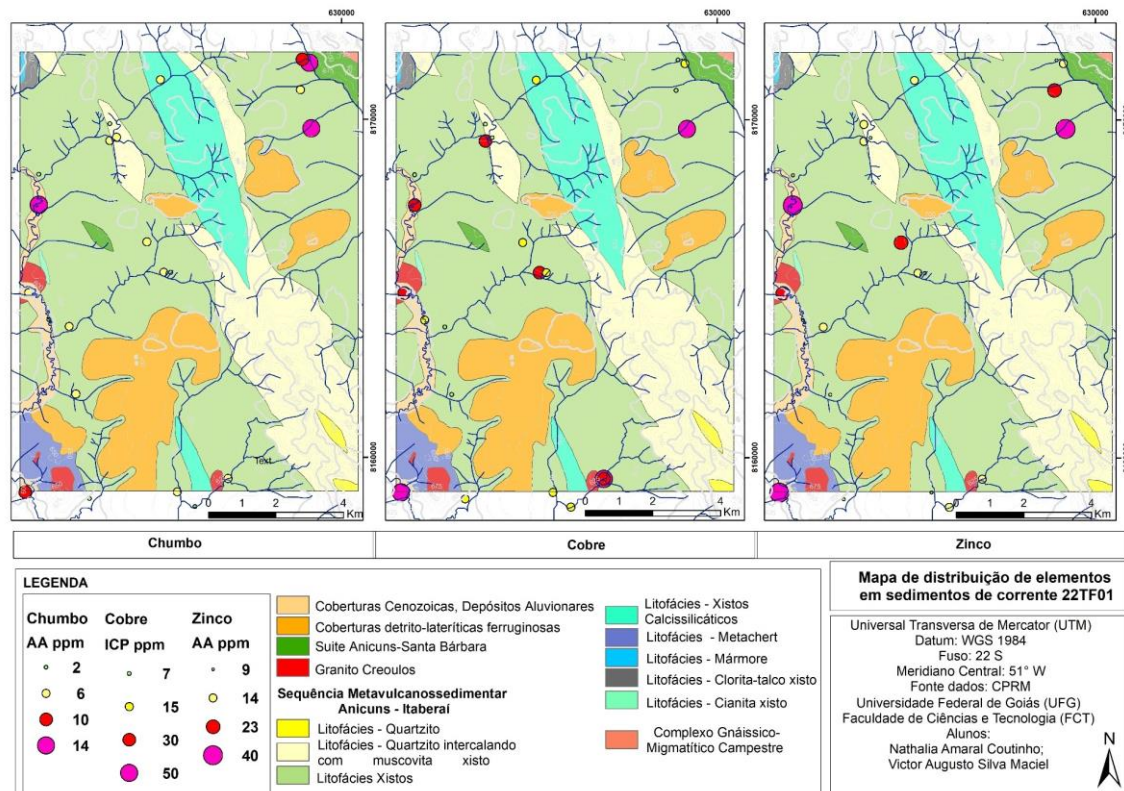 630000
630000
630000
8170000
8170000
8160000
8160000
Text
0 2 4
Km
0 2 4
Km
0 2 4
Km
Chumbo
Cobre
Zinco
LEGENDA
Chumbo
AA ppm
2
6
10
14
Cobre
ICP ppm
7
15
30
50
Zinco
AA ppm
9
14
23
40
Coberturas Cenozoicas, Depósitos Aluvionares
Coberturas detrito-lateríticas ferruginosas
Suite Anicuns-Santa Bárbara
Granito Creoulos
Sequência Metavulcanossedimentar
Anicuns - Itaberaí
Litofácies - Quartzito
Litofácies - Quartzito intercalando
com muscovita xisto
Litofácies Xistos
Litofácies - Xistos
Calcissilicáticos
Litofácies - Metachert
Litofácies - Mármore
Litofácies - Clorita-talco xisto
Litofácies - Cianita xisto
Complexo Gnáissico-
Migmatítico Campestre
Mapa de distribuição de elementos
em sedimentos de corrente 22TF01
Universal Transversa de Mercator (UTM)
Datum: WGS 1984
Fuso: 22 S
Meridiano Central: 51° W
Fonte dados: CPRM
Universidade Federal de Goiás (UFG)
Faculdade de Ciências e Tecnologia (FCT)
Alunos:
Nathalia Amaral Coutinho;
Victor Augusto Silva Maciel
N